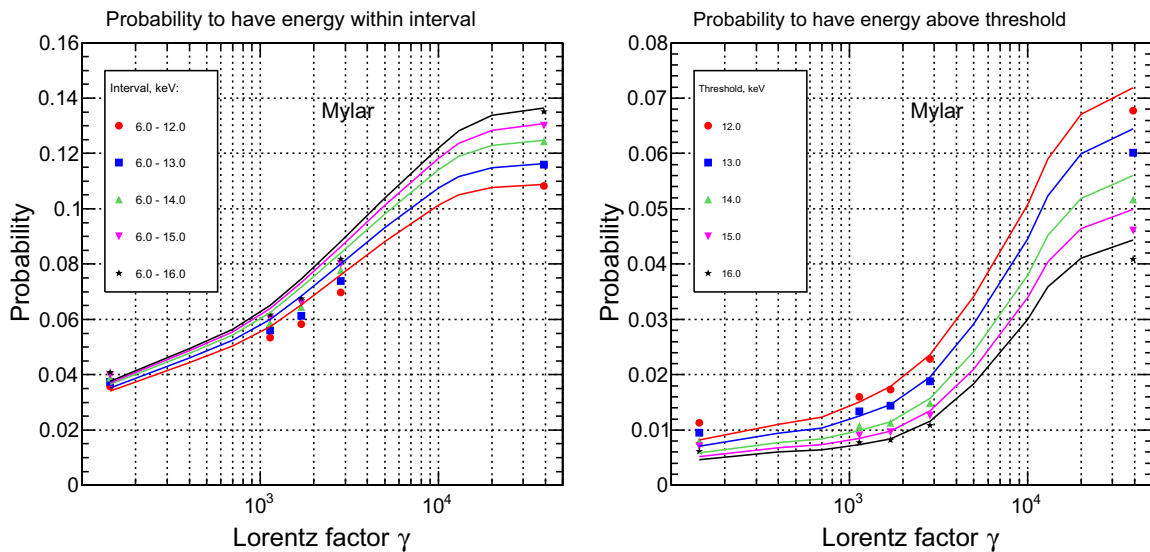 Probability to have energy within interval
0.16
0.14
0.12
0.1
0.08
0.06
0.04
0.02
0
Probability
Interval, keV:
6.0 - 12.0
6.0 - 13.0
6.0 - 14.0
6.0 - 15.0
6.0 - 16.0
Mylar
10³
10⁴
Lorentz factor γ
Probability to have energy above threshold
0.08
0.07
0.06
0.05
0.04
0.03
0.02
0.01
0
Probability
Threshold, keV
12.0
13.0
14.0
15.0
16.0
Mylar
10³
10⁴
Lorentz factor γ